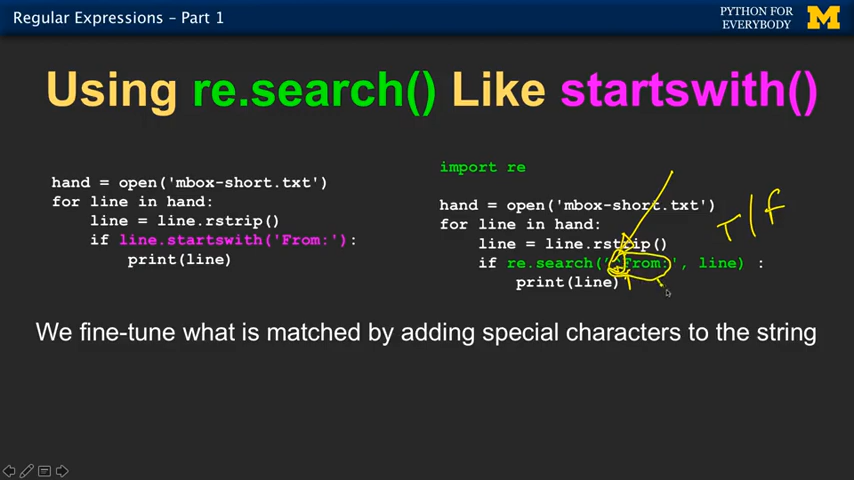 Regular Expressions – Part 1
PYTHON FOR
EVERYBODY
Using re.search() Like startswith()
hand = open('mbox-short.txt')
for line in hand:
    line = line.rstrip()
    if line.startswith('From:'):
        print(line)
import re
hand = open('mbox-short.txt')
for line in hand:
    line = line.rstrip()
    if re.search('^From:', line) :
        print(line)
T/f
We fine-tune what is matched by adding special characters to the string